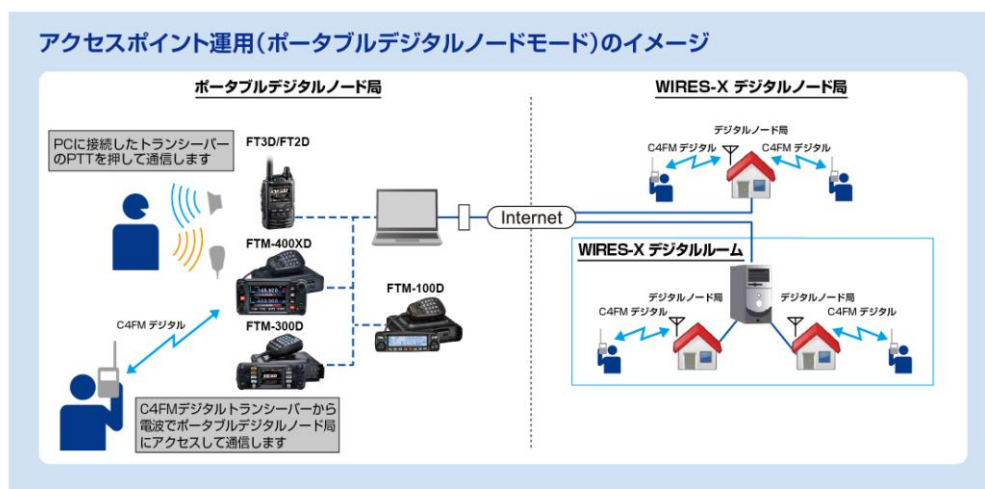 アクセスポイント運用（ポータブルデジタルノードモード）のイメージ
ポータブルデジタルノード局
PCに接続したトランシーバー
のPTTを押して通信します
FT3D/FT2D
FTM-400XD
FTM-300D
FTM-100D
C4FM デジタル
C4FMデジタルトランシーバーから
電波でポータブルデジタルノード局
にアクセスして通信します
Internet
WIRES-X デジタルノード局
デジタルノード局
C4FM デジタル
C4FM デジタル
WIRES-X デジタルルーム
デジタルノード局
C4FM デジタル
デジタルノード局
C4FM デジタル